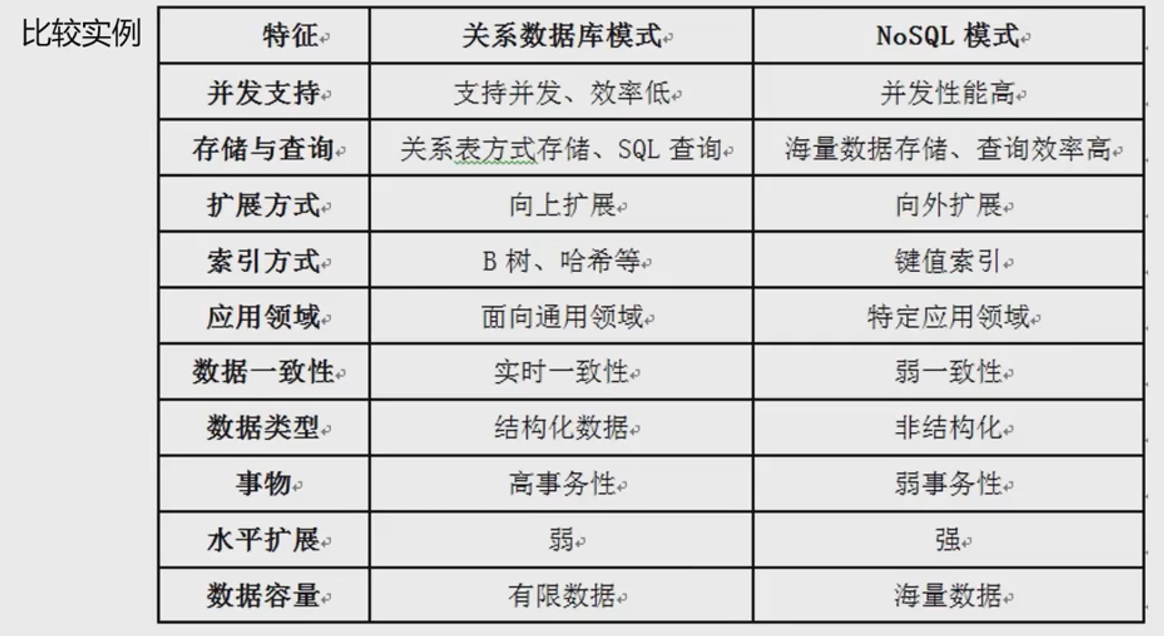 比较实例
特征 关系数据库模式 NoSQL 模式
并发支持 支持并发、效率低 并发性能高
存储与查询 关系表方式存储、SQL 查询 海量数据存储、查询效率高
扩展方式 向上扩展 向外扩展
索引方式 B 树、哈希等 键值索引
应用领域 面向通用领域 特定应用领域
数据一致性 实时一致性 弱一致性
数据类型 结构化数据 非结构化
事物 高事务性 弱事务性
水平扩展 弱 强
数据容量 有限数据 海量数据